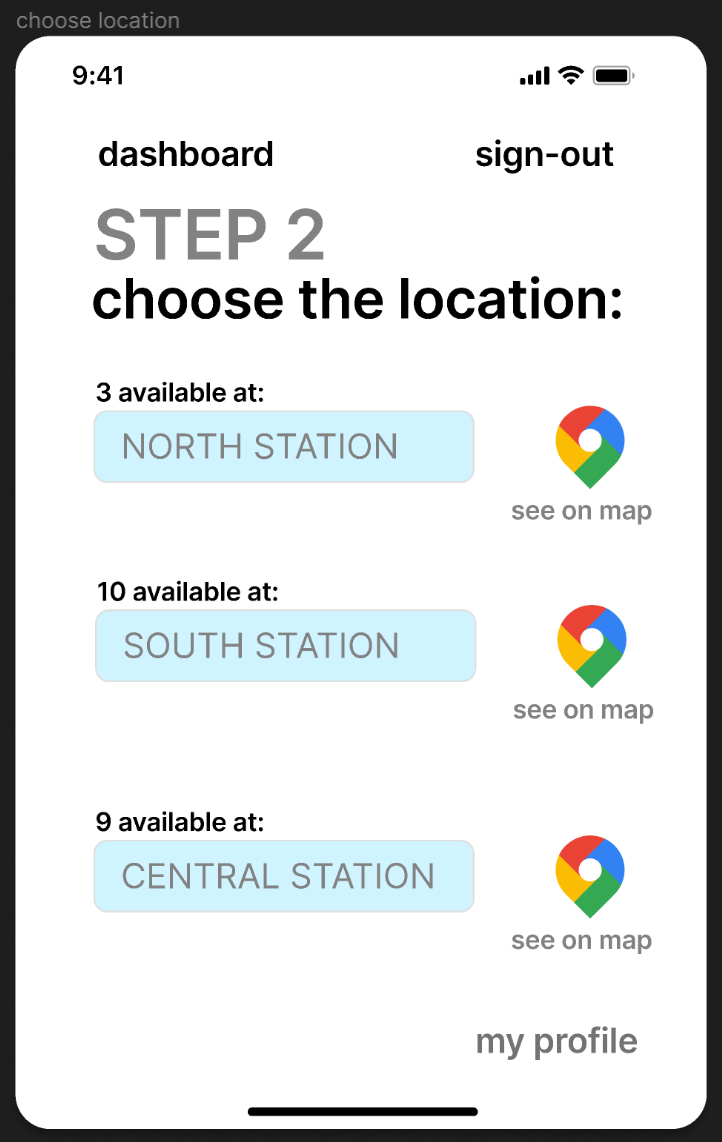 choose location
9:41
dashboard sign-out
STEP 2
choose the location:
3 available at:
NORTH STATION
see on map
10 available at:
SOUTH STATION
see on map
9 available at:
CENTRAL STATION
see on map
my profile